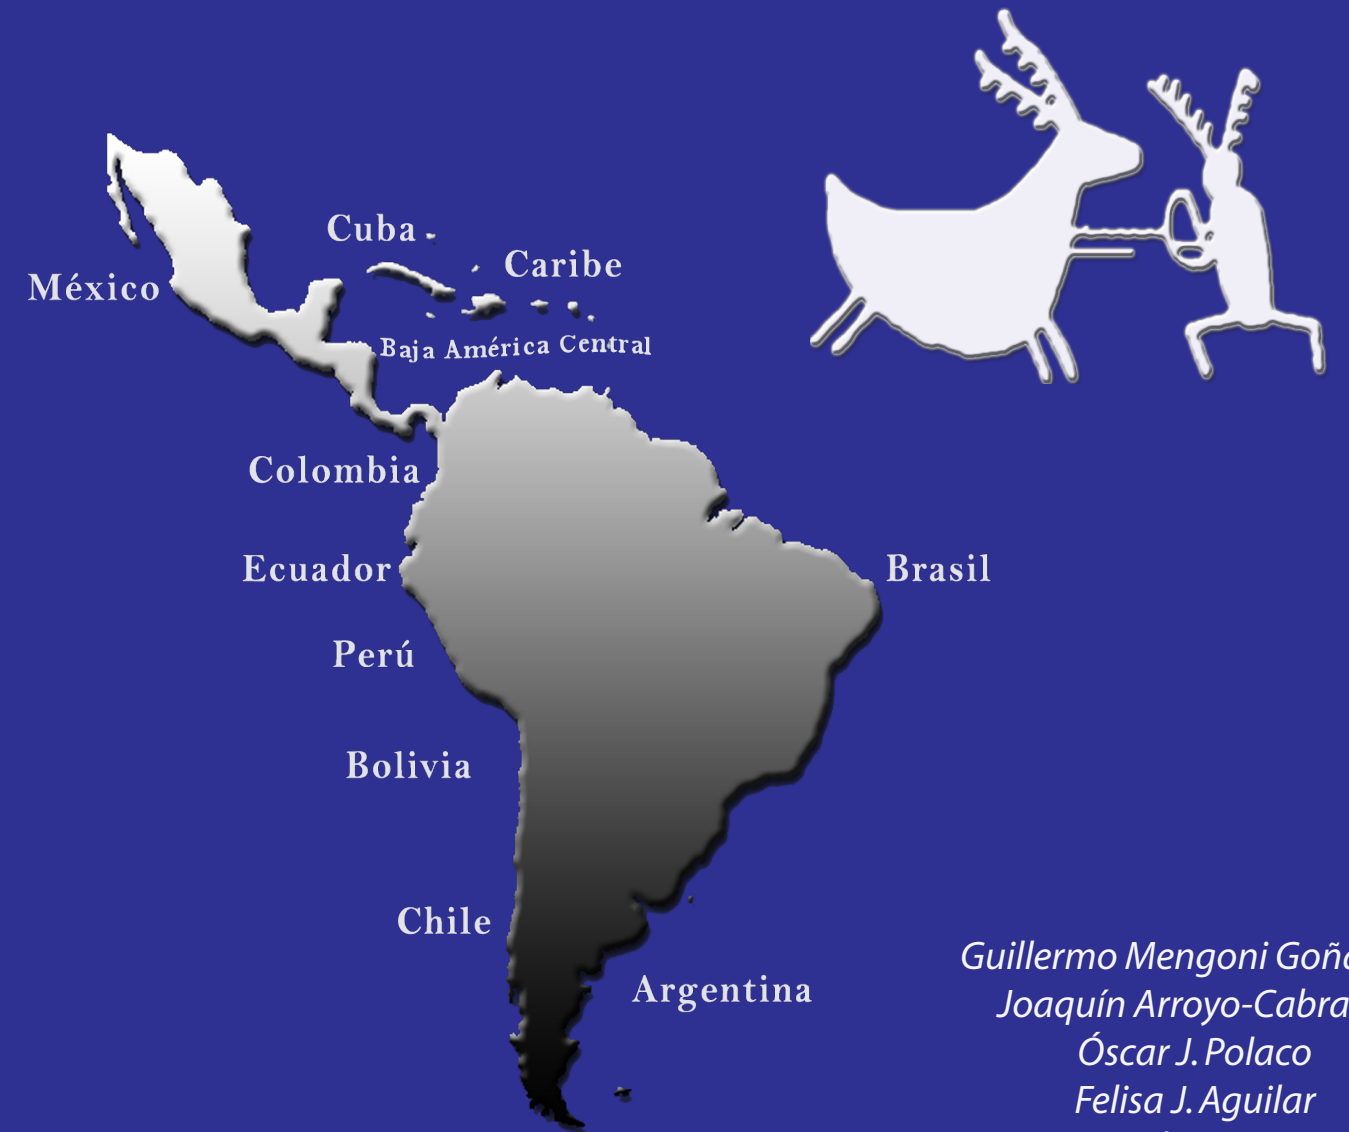 Cuba
Caribe
México
Baja América Central
Colombia
Ecuador
Brasil
Perú
Bolivia
Chile
Argentina
Guillermo Mengoni
Joaquín
Óscar J. Polaco
Felisa J. Aguilar